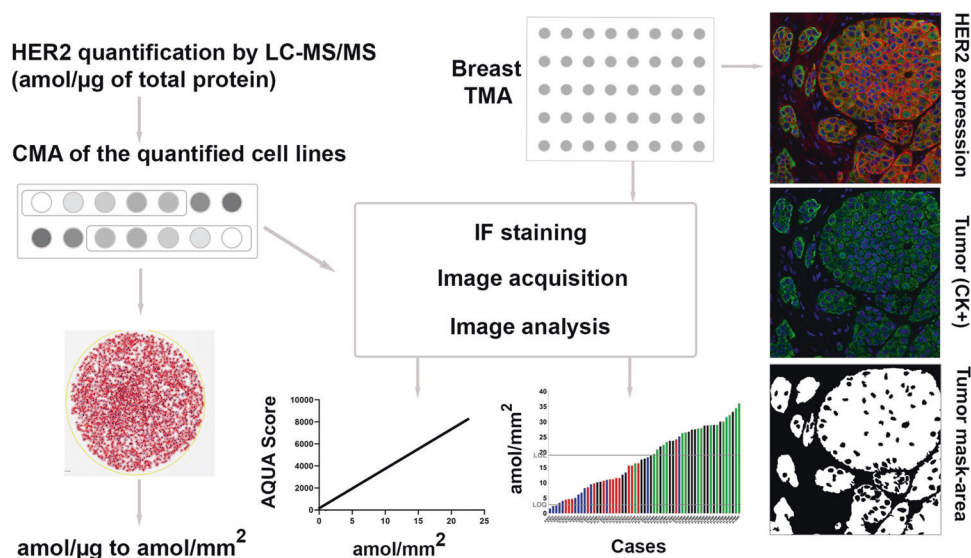 HER2 quantification by LC-MS/MS
(amol/µg of total protein)
CMA of the quantified cell lines
amol/µg to amol/mm2
Breast
TMA
IF staining
Image acquisition
Image analysis
AQUA Score
10000
8000
6000
4000
2000
0
0
5
10
15
20
25
amol/mm2
amol/mm2
40
35
30
25
20
15
10
5
0
LOQ
Cases
HER2 expresssion
Tumor (CK+)
Tumor mask-area